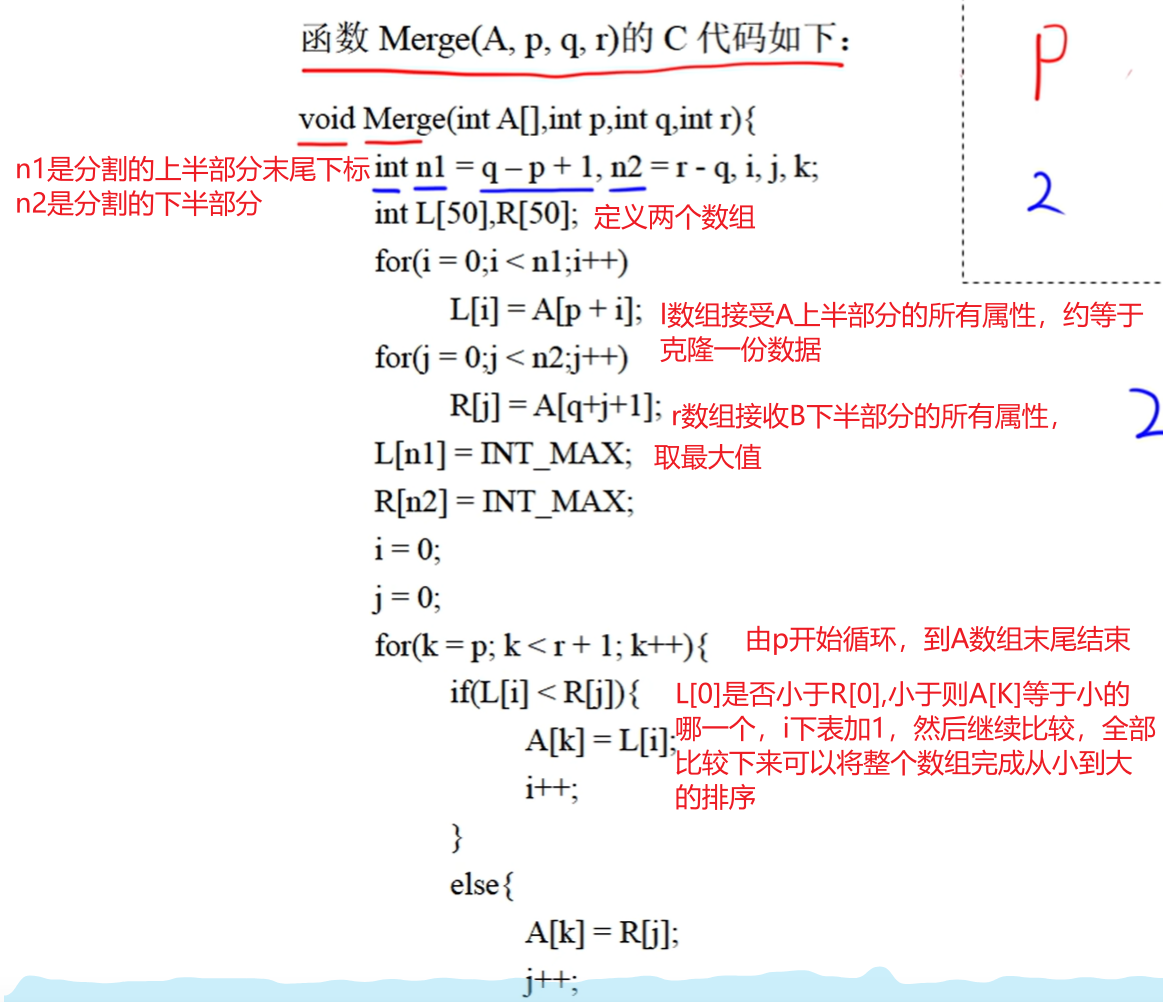 函数 Merge(A, p, q, r)的 C 代码如下：
P
void Merge(int A[],int p,int q,int r){
n1是分割的上半部分末尾下标
int n1 = q – p + 1, n2 = r - q, i, j, k;
n2是分割的下半部分
2
int L[50],R[50]; 定义两个数组
for(i = 0;i < n1;i++)
L[i] = A[p + i]; l数组接受A上半部分的所有属性，约等于
克隆一份数据
for(j = 0;j < n2;j++)
R[j] = A[q+j+1]; r数组接收B下半部分的所有属性，
2
L[n1] = INT_MAX; 取最大值
R[n2] = INT_MAX;
i = 0;
j = 0;
for(k = p; k < r + 1; k++){ 由p开始循环，到A数组末尾结束
if(L[i] < R[j]){ L[0]是否小于R[0],小于则A[K]等于小的
哪一个，i下表加1，然后继续比较，全部
A[k] = L[i];
比较下来可以将整个数组完成从小到大
i++;
的排序
}
else{
A[k] = R[j];
j++;